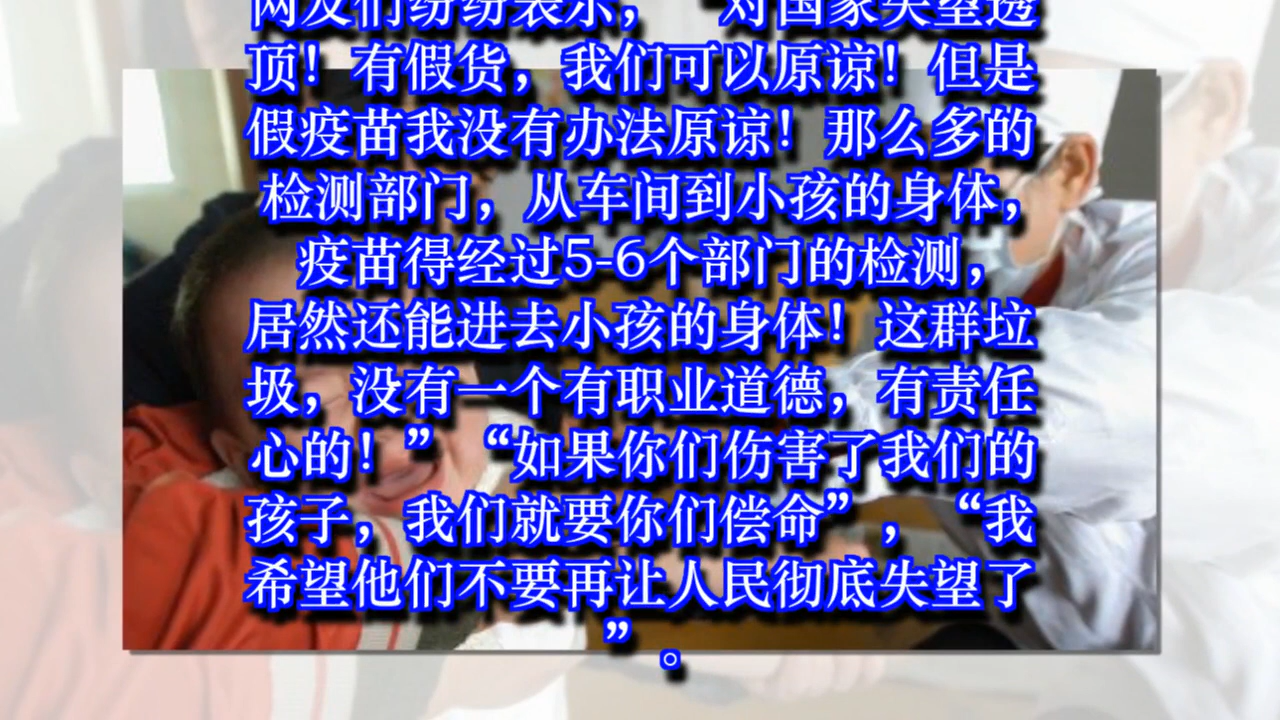 网友们纷纷表示，“对国家失望透
顶！有假货，我们可以原谅！但是
假疫苗我没有办法原谅！那么多的
检测部门，从车间到小孩的身体，
疫苗得经过5-6个部门的检测，
居然还能进去小孩的身体！这群垃
圾，没有一个有职业道德，有责任
心的！” “如果你们伤害了我们的
孩子，我们就要你们偿命”，“我
希望他们不要再让人民彻底失望了
”。